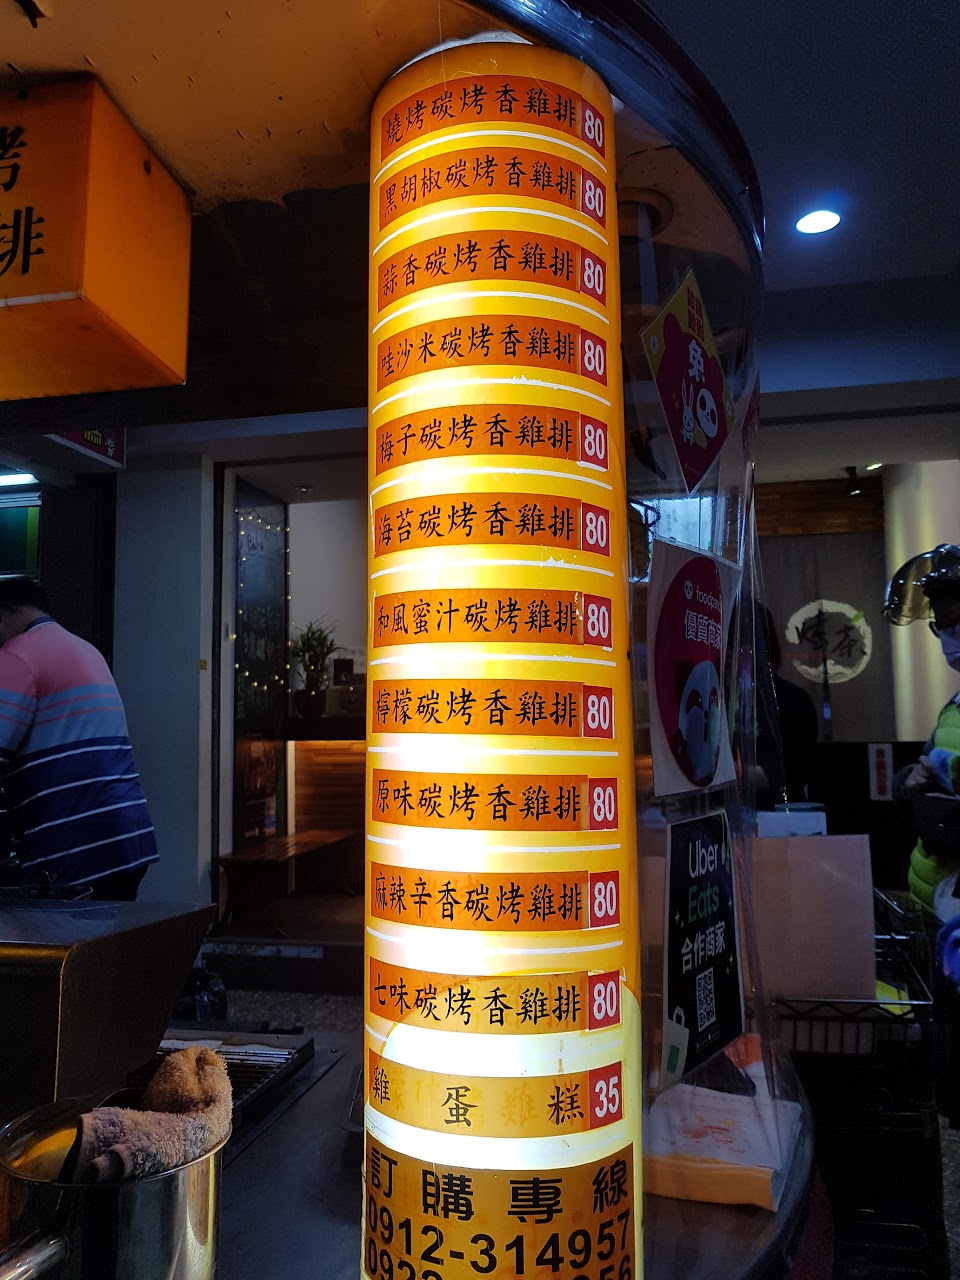 烤
排
燒烤碳烤香雞排 80
黑胡椒碳烤香雞排 80
蒜香碳烤香雞排 80
哇沙米碳烤香雞排 80
梅子碳烤香雞排 80
海苔碳烤香雞排 80
和風蜜汁碳烤雞排 80
檸檬碳烤香雞排 80
原味碳烤香雞排 80
麻辣辛香碳烤雞排 80
七味碳烤香雞排 80
雞蛋糕 35
訂購專線
0912-314957
foodpanda
優質商家
Uber
Eats
合作商家